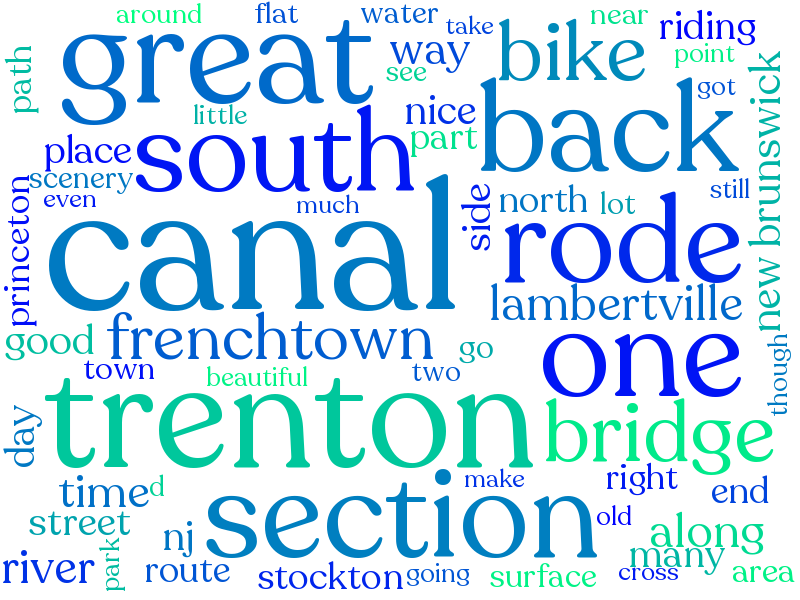 around
flat
water
take
near
riding
great
way
bike
point
path
see
got
little
nice
back
new brunswick
place
south
part
scenery
even
much
side
north
lot
still
princeton
canal
rode
lambertville
good
frenchtown
go
one
though
town
beautiful
two
day
trenton
bridge
time
d
section
make
right
end
street
old
along
nj
many
river
park
route
stockton
going
surface
cross
area